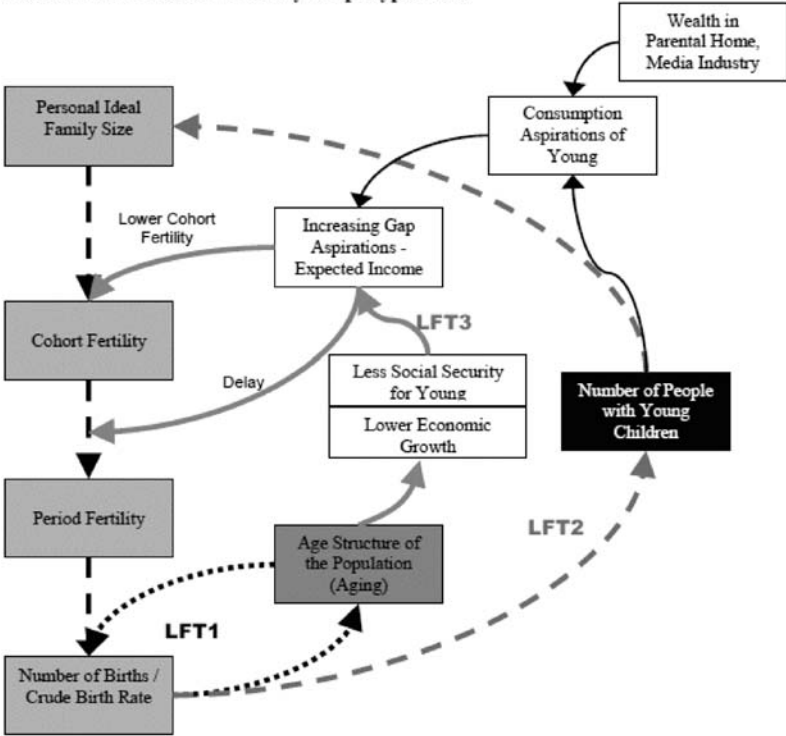 Wealth in
Parental Home,
Media Industry
Personal Ideal
Family Size
Consumption
Aspirations of
Young
Lower Cohort
Fertility
Increasing Gap
Aspirations -
Expected Income
LFT3
Cohort Fertility
Delay
Less Social Security
for Young
Lower Economic
Growth
Number of People
with Young
Children
Period Fertility
Age Structure of
the Population
(Aging)
LFT2
LFT1
Number of Births /
Crude Birth Rate